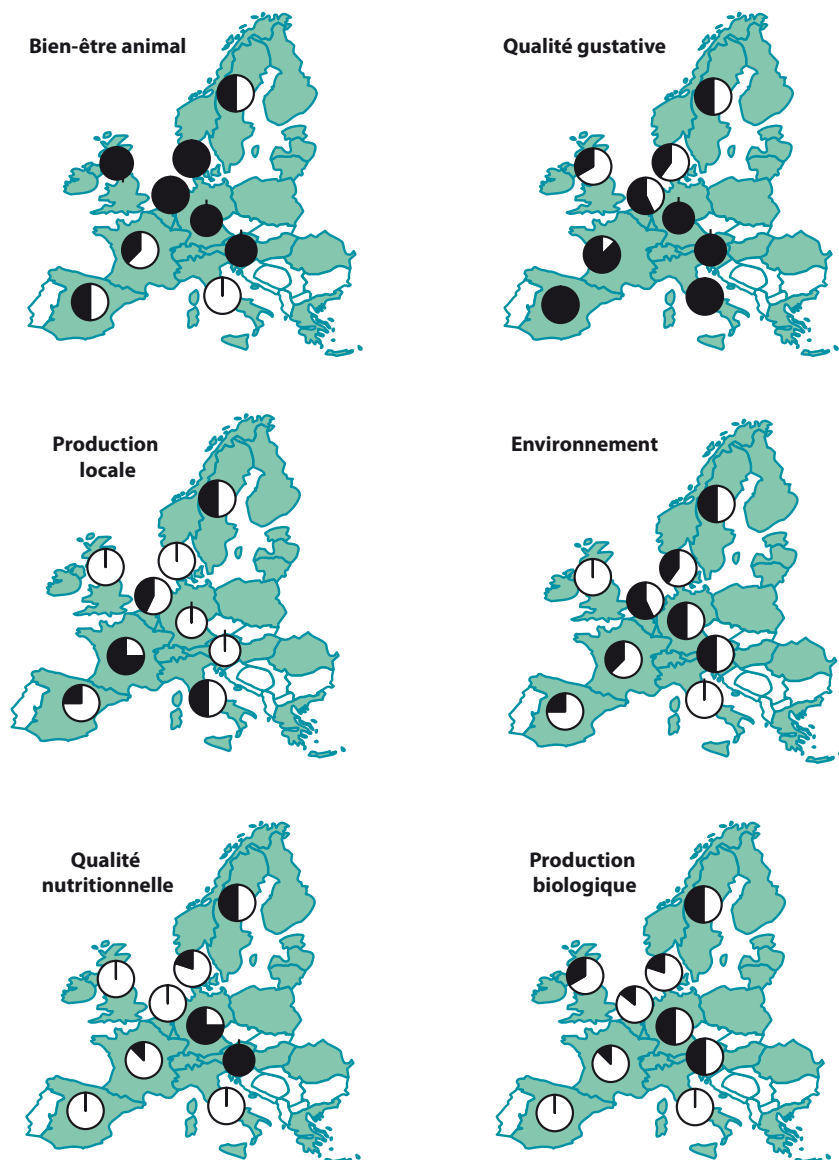 Bien-être animal
Qualité gustative
Production
locale
Environnement
Qualité
nutritionnelle
Production
biologique